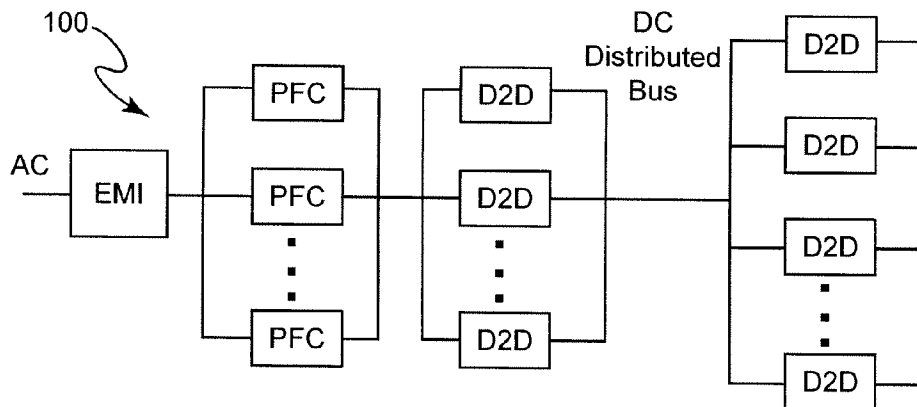 100
DC
Distributed
Bus
AC
EMI
PFC
PFC
PFC
D2D
D2D
D2D
D2D
D2D
D2D
D2D